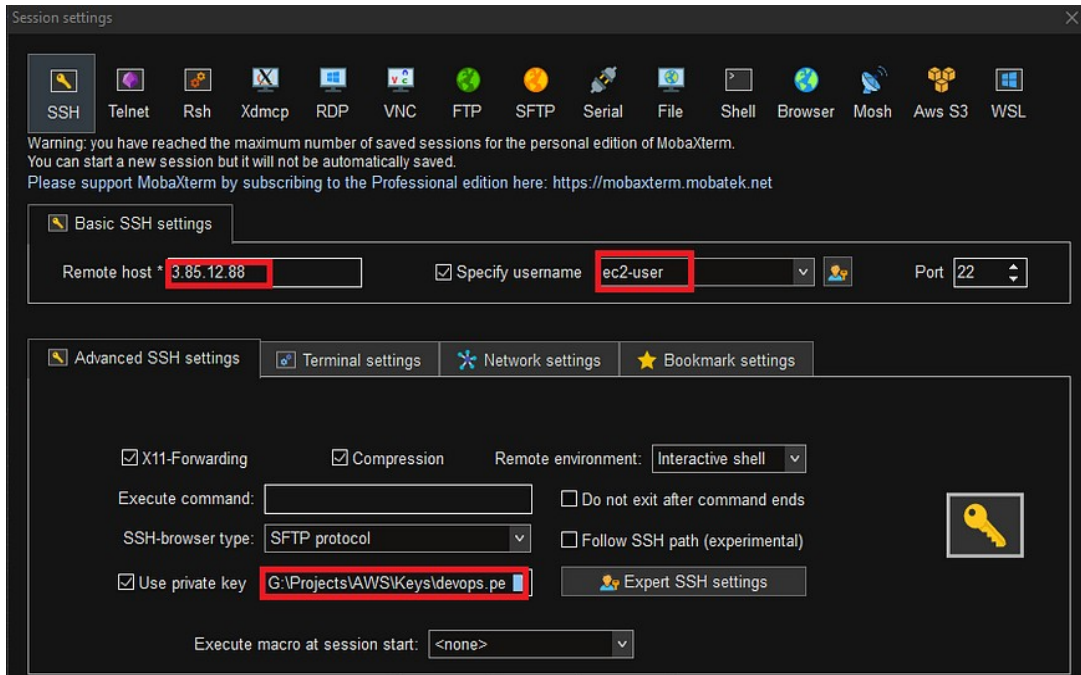 Session settings
SSH Telnet Rsh Xdmcp RDP VNC FTP SFTP Serial File Shell Browser Mosh Aws S3 WSL
Warning: you have reached the maximum number of saved sessions for the personal edition of MobaXterm.
You can start a new session but it will not be automatically saved.
Please support MobaXterm by subscribing to the Professional edition here: https://mobaxterm.mobatek.net
Basic SSH settings
Remote host * 3.85.12.88 Specify username ec2-user Port 22
Advanced SSH settings Terminal settings Network settings Bookmark settings
X11-Forwarding Compression Remote environment: Interactive shell
Execute command: Do not exit after command ends
SSH-browser type: SFTP protocol Follow SSH path (experimental)
Use private key G:\Projects\AWS\Keys\devops.pe Expert SSH settings
Execute macro at session start: <none>